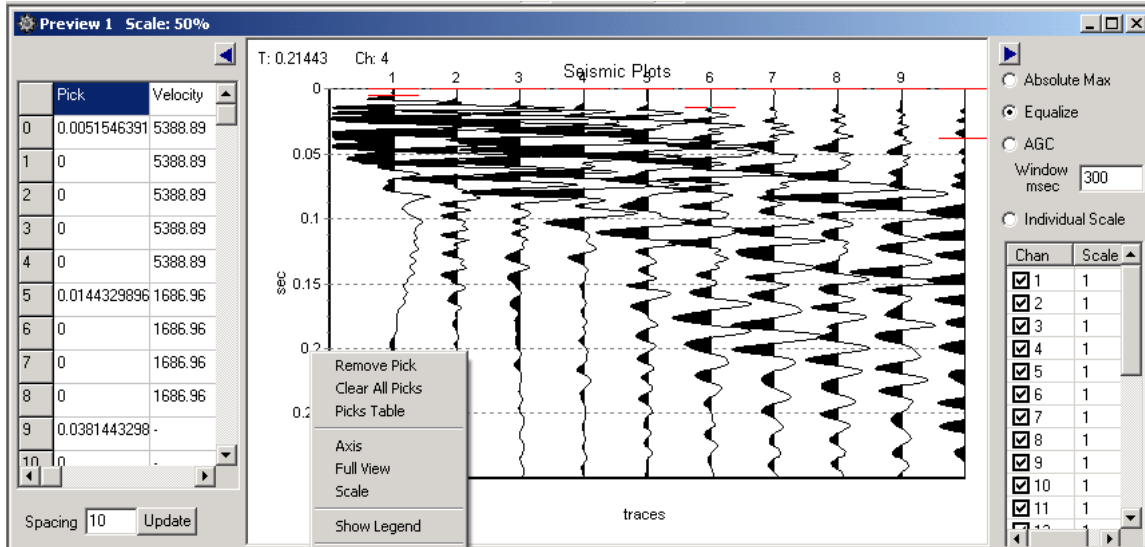 Preview 1 Scale: 50%
T: 0.21443 Ch: 4
Seismic Plots
1 2 3 4 5 6 7 8 9
0
0.05
0.1
0.15
0.2
sec
traces
Pick Velocity
0 0.0051546391 5388.89
1 0 5388.89
2 0 5388.89
3 0 5388.89
4 0 5388.89
5 0.0144329896 1686.96
6 0 1686.96
7 0 1686.96
8 0 1686.96
9 0.0381443298 -
10 0 -
Spacing 10 Update
Remove Pick
Clear All Picks
Picks Table
Axis
Full View
Scale
Show Legend
Absolute Max
Equalize
AGC
Window
msec 300
Individual Scale
Chan Scale
1 1
2 1
3 1
4 1
5 1
6 1
7 1
8 1
9 1
10 1
11 1